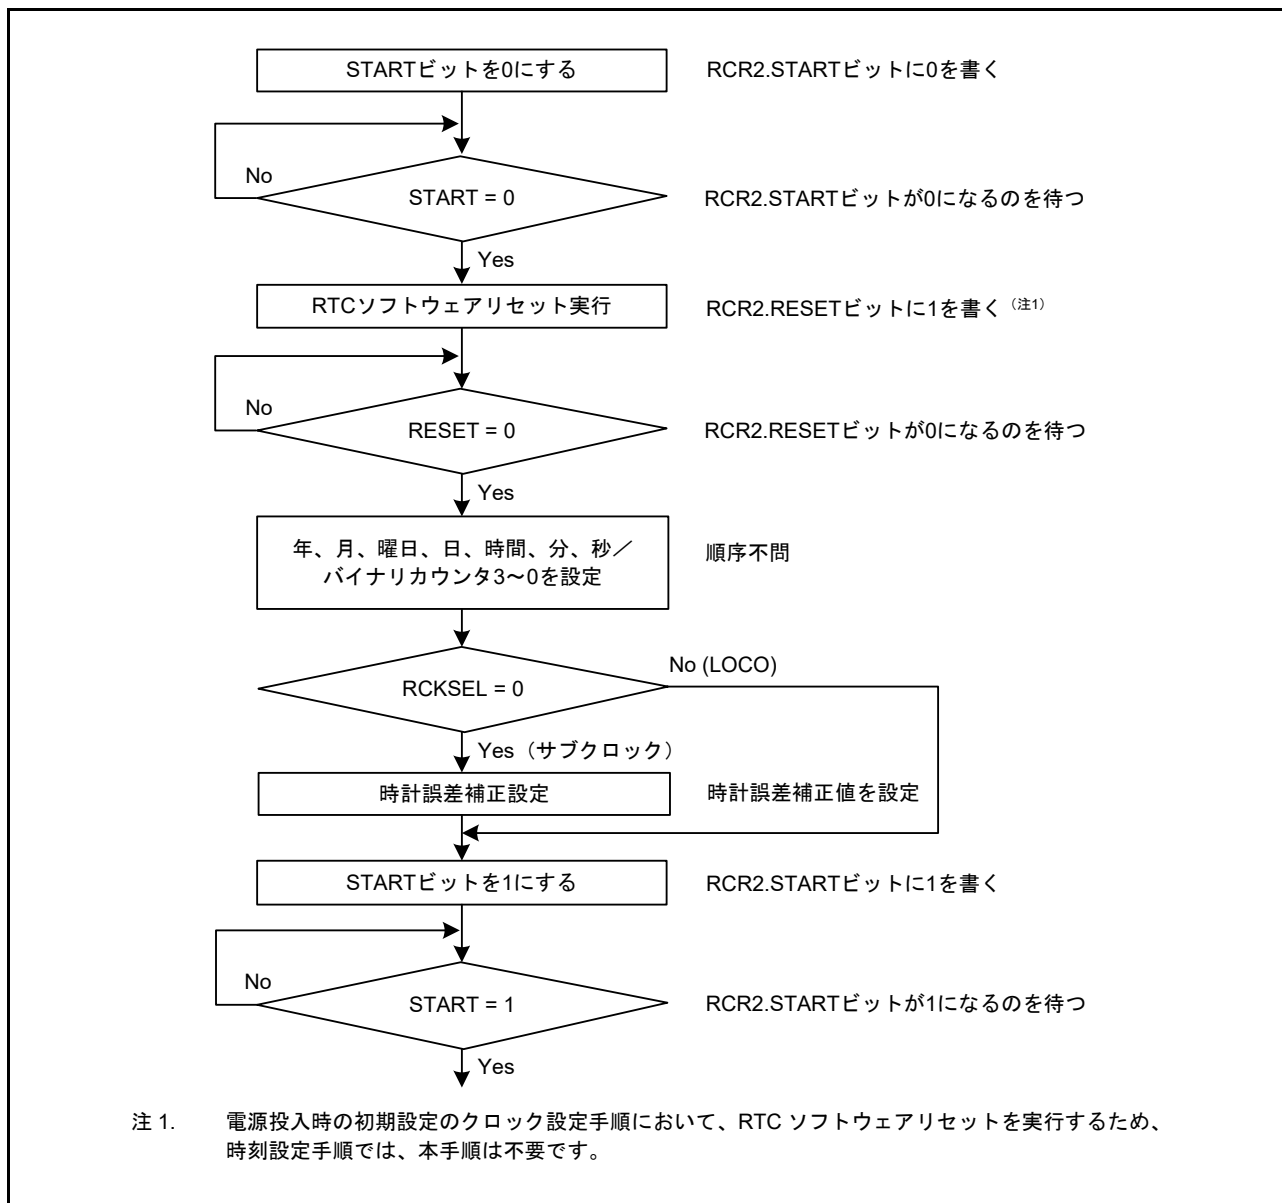 STARTビットを0にする
RCR2.STARTビットに0を書く
No
START = 0
RCR2.STARTビットが0になるのを待つ
Yes
RTCソフトウェアリセット実行
RCR2.RESETビットに1を書く（注1）
No
RESET = 0
RCR2.RESETビットが0になるのを待つ
Yes
年、月、曜日、日、時間、分、秒／
バイナリカウンタ3～0を設定
順序不問
No (LOCO)
RCKSEL = 0
Yes（サブクロック）
時計誤差補正設定
時計誤差補正値を設定
STARTビットを1にする
RCR2.STARTビットに1を書く
No
START = 1
RCR2.STARTビットが1になるのを待つ
Yes
注 1. 電源投入時の初期設定のクロック設定手順において、RTC ソフトウェアリセットを実行するため、
時刻設定手順では、本手順は不要です。